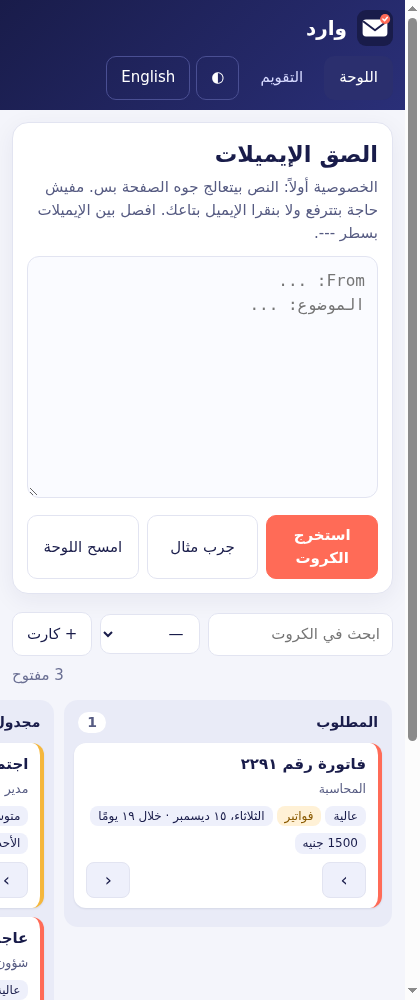 وارد
اللوحة
التقويم
◐
English
الصق الإيميلات
الخصوصية أولاً: النص بيتعالج جوه الصفحة بس. مفيش
حاجة بتترفع ولا بنقرا الإيميل بتاعك. افصل بين الإيميلات
بسطر ---.
From: ...
الموضوع: ...
استخرج
الكروت
جرب مثال
امسح اللوحة
ابحث في الكروت
—
+ كارت
3 مفتوح
المطلوب
1
فاتورة رقم ٢٢٩١
المحاسبة
عالية
فواتير
الثلاثاء، ١٥ ديسمبر · خلال ١٩ يومًا
1500 جنيه
مدير